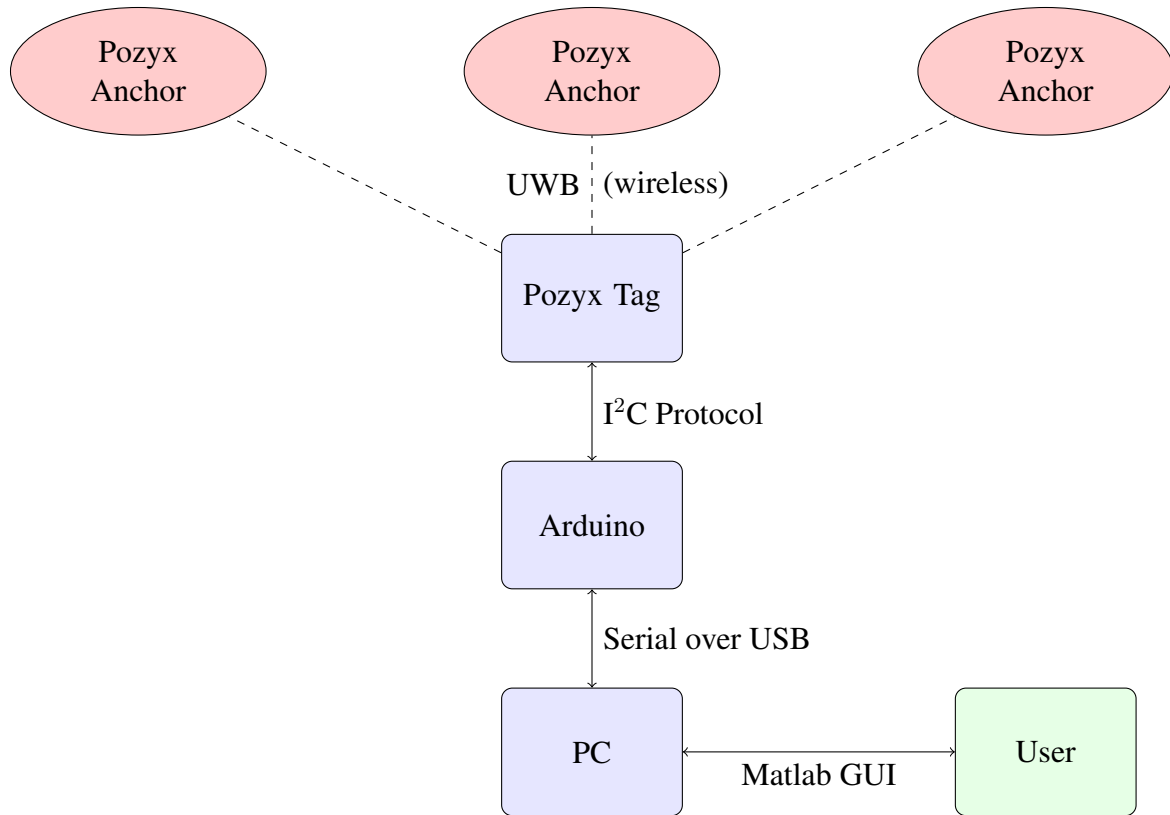 Pozyx
Anchor
Pozyx
Anchor
Pozyx
Anchor
UWB (wireless)
Pozyx Tag
I²C Protocol
Arduino
Serial over USB
PC
Matlab GUI
User